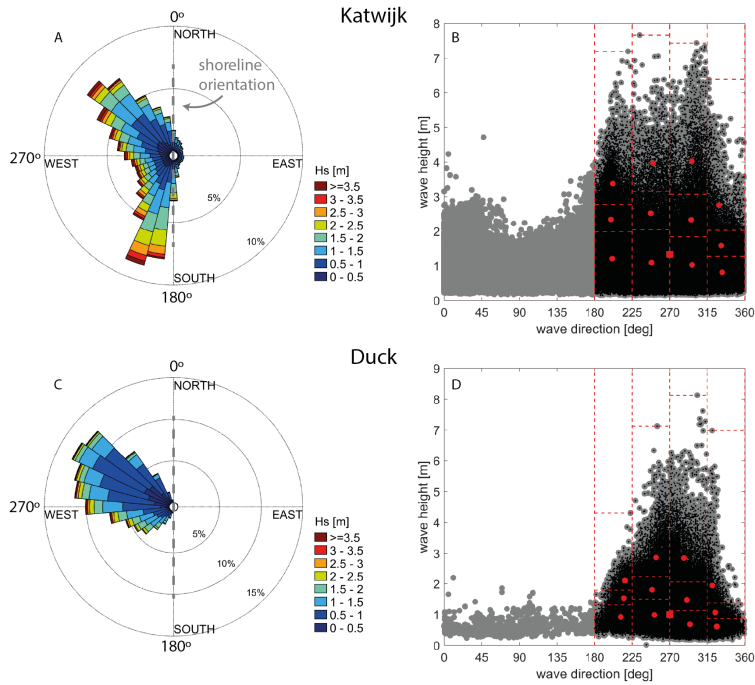 Katwijk
A
0°
NORTH
shoreline
orientation
270°
WEST
EAST
5%
10%
SOUTH
180°
Hs [m]
>=3.5
3 - 3.5
2.5 - 3
2 - 2.5
1.5 - 2
1 - 1.5
0.5 - 1
0 - 0.5
B
wave height [m]
8
7
6
5
4
3
2
1
0
0 45 90 135 180 225 270 315 360
wave direction [deg]
Duck
C
0°
NORTH
270°
WEST
EAST
5%
10%
15%
SOUTH
180°
Hs [m]
>=3.5
3 - 3.5
2.5 - 3
2 - 2.5
1.5 - 2
1 - 1.5
0.5 - 1
0 - 0.5
D
wave height [m]
9
8
7
6
5
4
3
2
1
0
0 45 90 135 180 225 270 315 360
wave direction [deg]